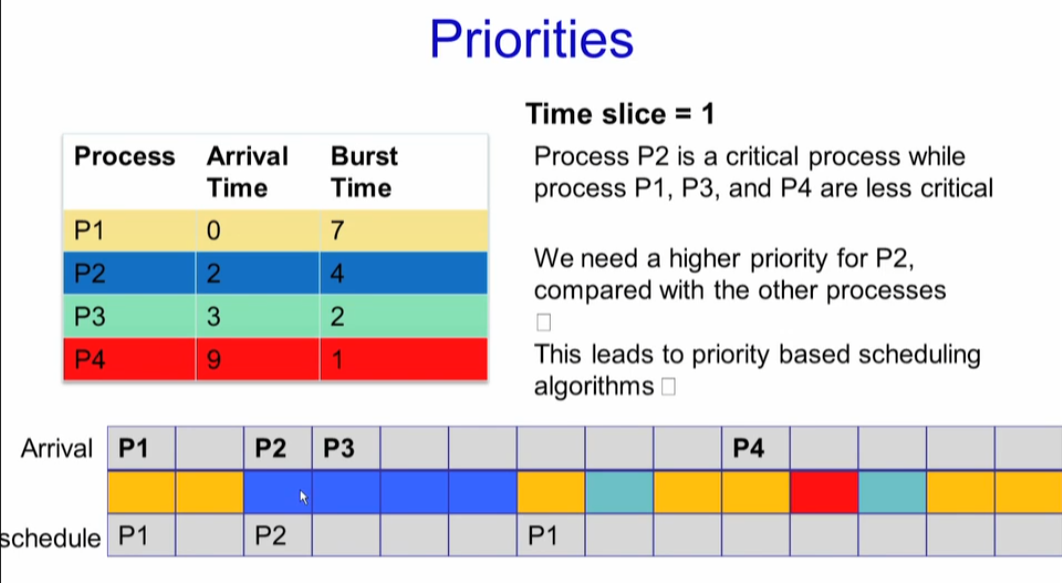 Priorities
Time slice = 1
Process P2 is a critical process while
process P1, P3, and P4 are less critical
We need a higher priority for P2,
compared with the other processes
This leads to priority based scheduling
algorithms
Process Arrival Time Burst Time
P1 0 7
P2 2 4
P3 3 2
P4 9 1
Arrival P1 P2 P3 P4
schedule P1 P2 P1